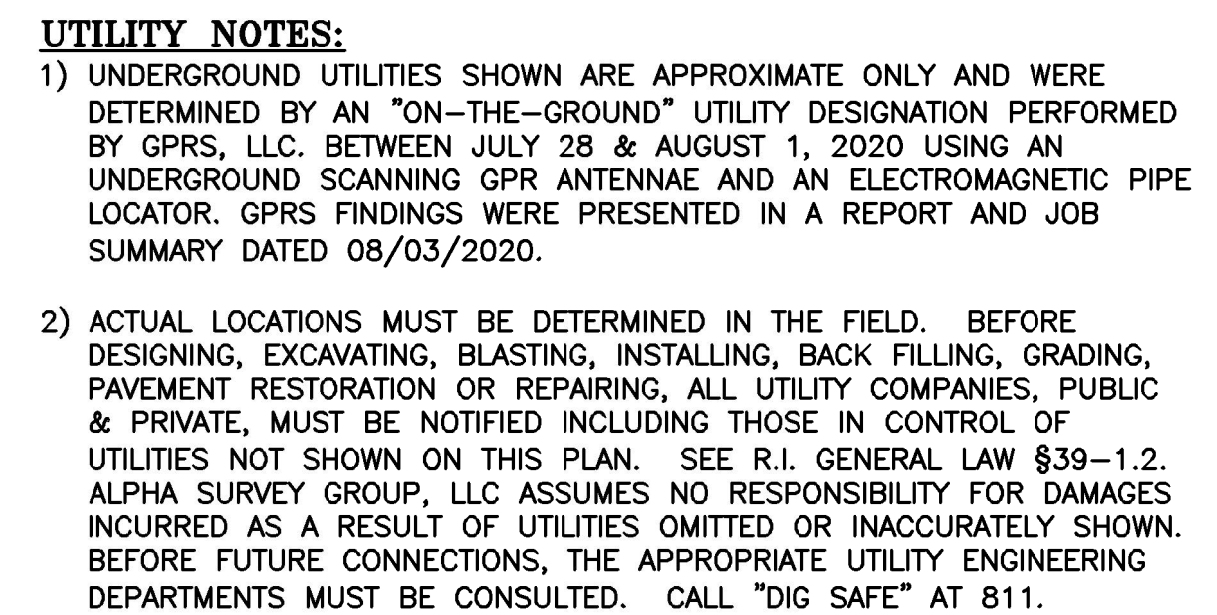 UTILITY NOTES:
1) UNDERGROUND UTILITIES SHOWN ARE APPROXIMATE ONLY AND WERE
DETERMINED BY AN "ON-THE-GROUND" UTILITY DESIGNATION PERFORMED
BY GPRS, LLC. BETWEEN JULY 28 & AUGUST 1, 2020 USING AN
UNDERGROUND SCANNING GPR ANTENNAE AND AN ELECTROMAGNETIC PIPE
LOCATOR. GPRS FINDINGS WERE PRESENTED IN A REPORT AND JOB
SUMMARY DATED 08/03/2020.
2) ACTUAL LOCATIONS MUST BE DETERMINED IN THE FIELD. BEFORE
DESIGNING, EXCAVATING, BLASTING, INSTALLING, BACK FILLING, GRADING,
PAVEMENT RESTORATION OR REPAIRING, ALL UTILITY COMPANIES, PUBLIC
& PRIVATE, MUST BE NOTIFIED INCLUDING THOSE IN CONTROL OF
UTILITIES NOT SHOWN ON THIS PLAN. SEE R.I. GENERAL LAW §39-1.2.
ALPHA SURVEY GROUP, LLC ASSUMES NO RESPONSIBILITY FOR DAMAGES
INCURRED AS A RESULT OF UTILITIES OMITTED OR INACCURATELY SHOWN.
BEFORE FUTURE CONNECTIONS, THE APPROPRIATE UTILITY ENGINEERING
DEPARTMENTS MUST BE CONSULTED. CALL "DIG SAFE" AT 811.